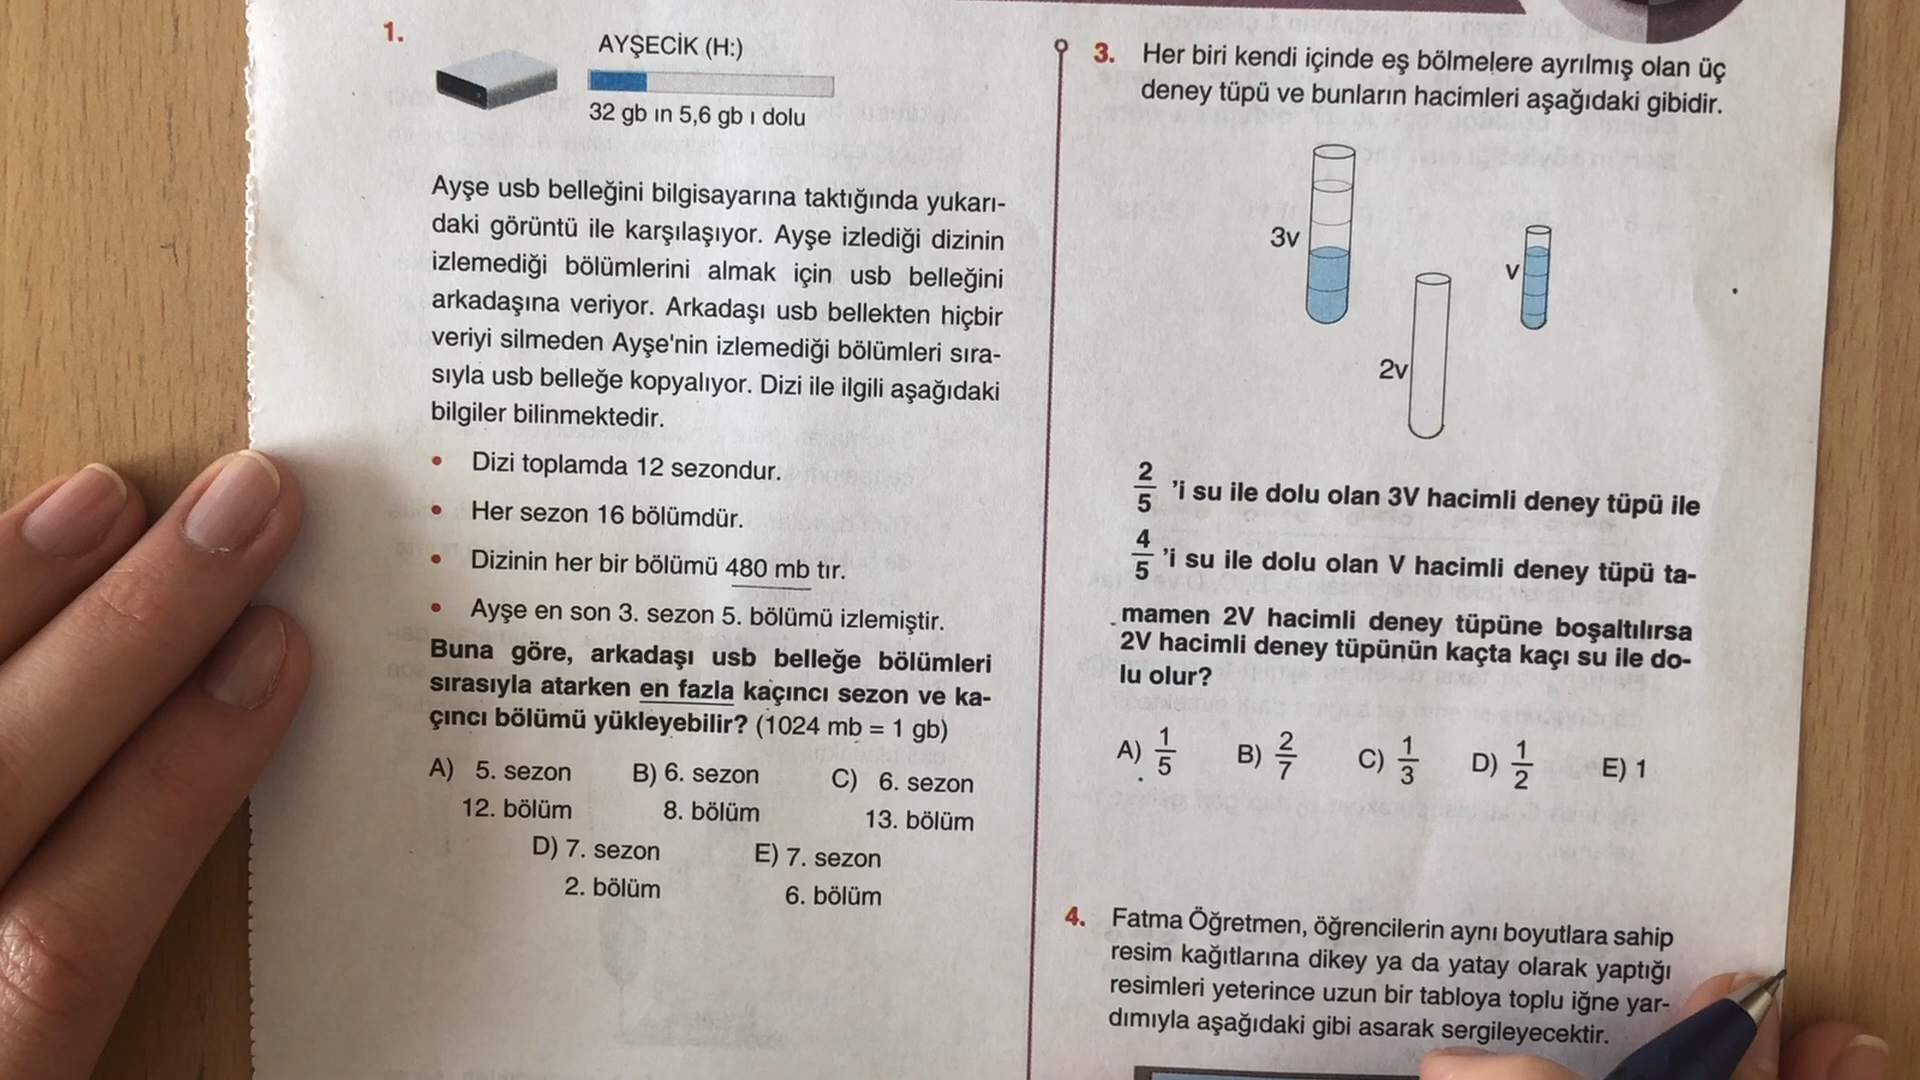 1.
AYŞECİK (H:)
32 gb ın 5,6 gb ı dolu
Ayşe usb belleğini bilgisayarına taktığında yukarı-
daki görüntü ile karşılaşıyor. Ayşe izlediği dizinin
izlemediği bölümlerini almak için usb belleğini
arkadaşına veriyor. Arkadaşı usb bellekten hiçbir
veriyi silmeden Ayşe'nin izlemediği bölümleri sıra-
sıyla usb belleğe kopyalıyor. Dizi ile ilgili aşağıdaki
bilgiler bilinmektedir.
• Dizi toplamda 12 sezondur.
• Her sezon 16 bölümdür.
• Dizinin her bir bölümü 480 mb tır.
• Ayşe en son 3. sezon 5. bölümü izlemiştir.
Buna göre, arkadaşı usb belleğe bölümleri
sırasıyla atarken en fazla kaçıncı sezon ve ka-
çıncı bölümü yükleyebilir? (1024 mb = 1 gb)
A) 5. sezon B) 6. sezon C) 6. sezon
12. bölüm 8. bölüm 13. bölüm
D) 7. sezon E) 7. sezon
2. bölüm 6. bölüm
3. Her biri kendi içinde eş bölmelere ayrılmış olan üç
deney tüpü ve bunların hacimleri aşağıdaki gibidir.
3v
v
2v
2/5 'i su ile dolu olan 3V hacimli deney tüpü ile
4/5 'i su ile dolu olan V hacimli deney tüpü ta-
mamen 2V hacimli deney tüpüne boşaltılırsa
2V hacimli deney tüpünün kaçta kaçı su ile do-
lu olur?
A) 1/5 B) 2/7 C) 1/3 D) 1/2 E) 1
4. Fatma Öğretmen, öğrencilerin aynı boyutlara sahip
resim kağıtlarına dikey ya da yatay olarak yaptığı
resimleri yeterince uzun bir tabloya toplu iğne yar-
dımıyla aşağıdaki gibi asarak sergileyecektir.